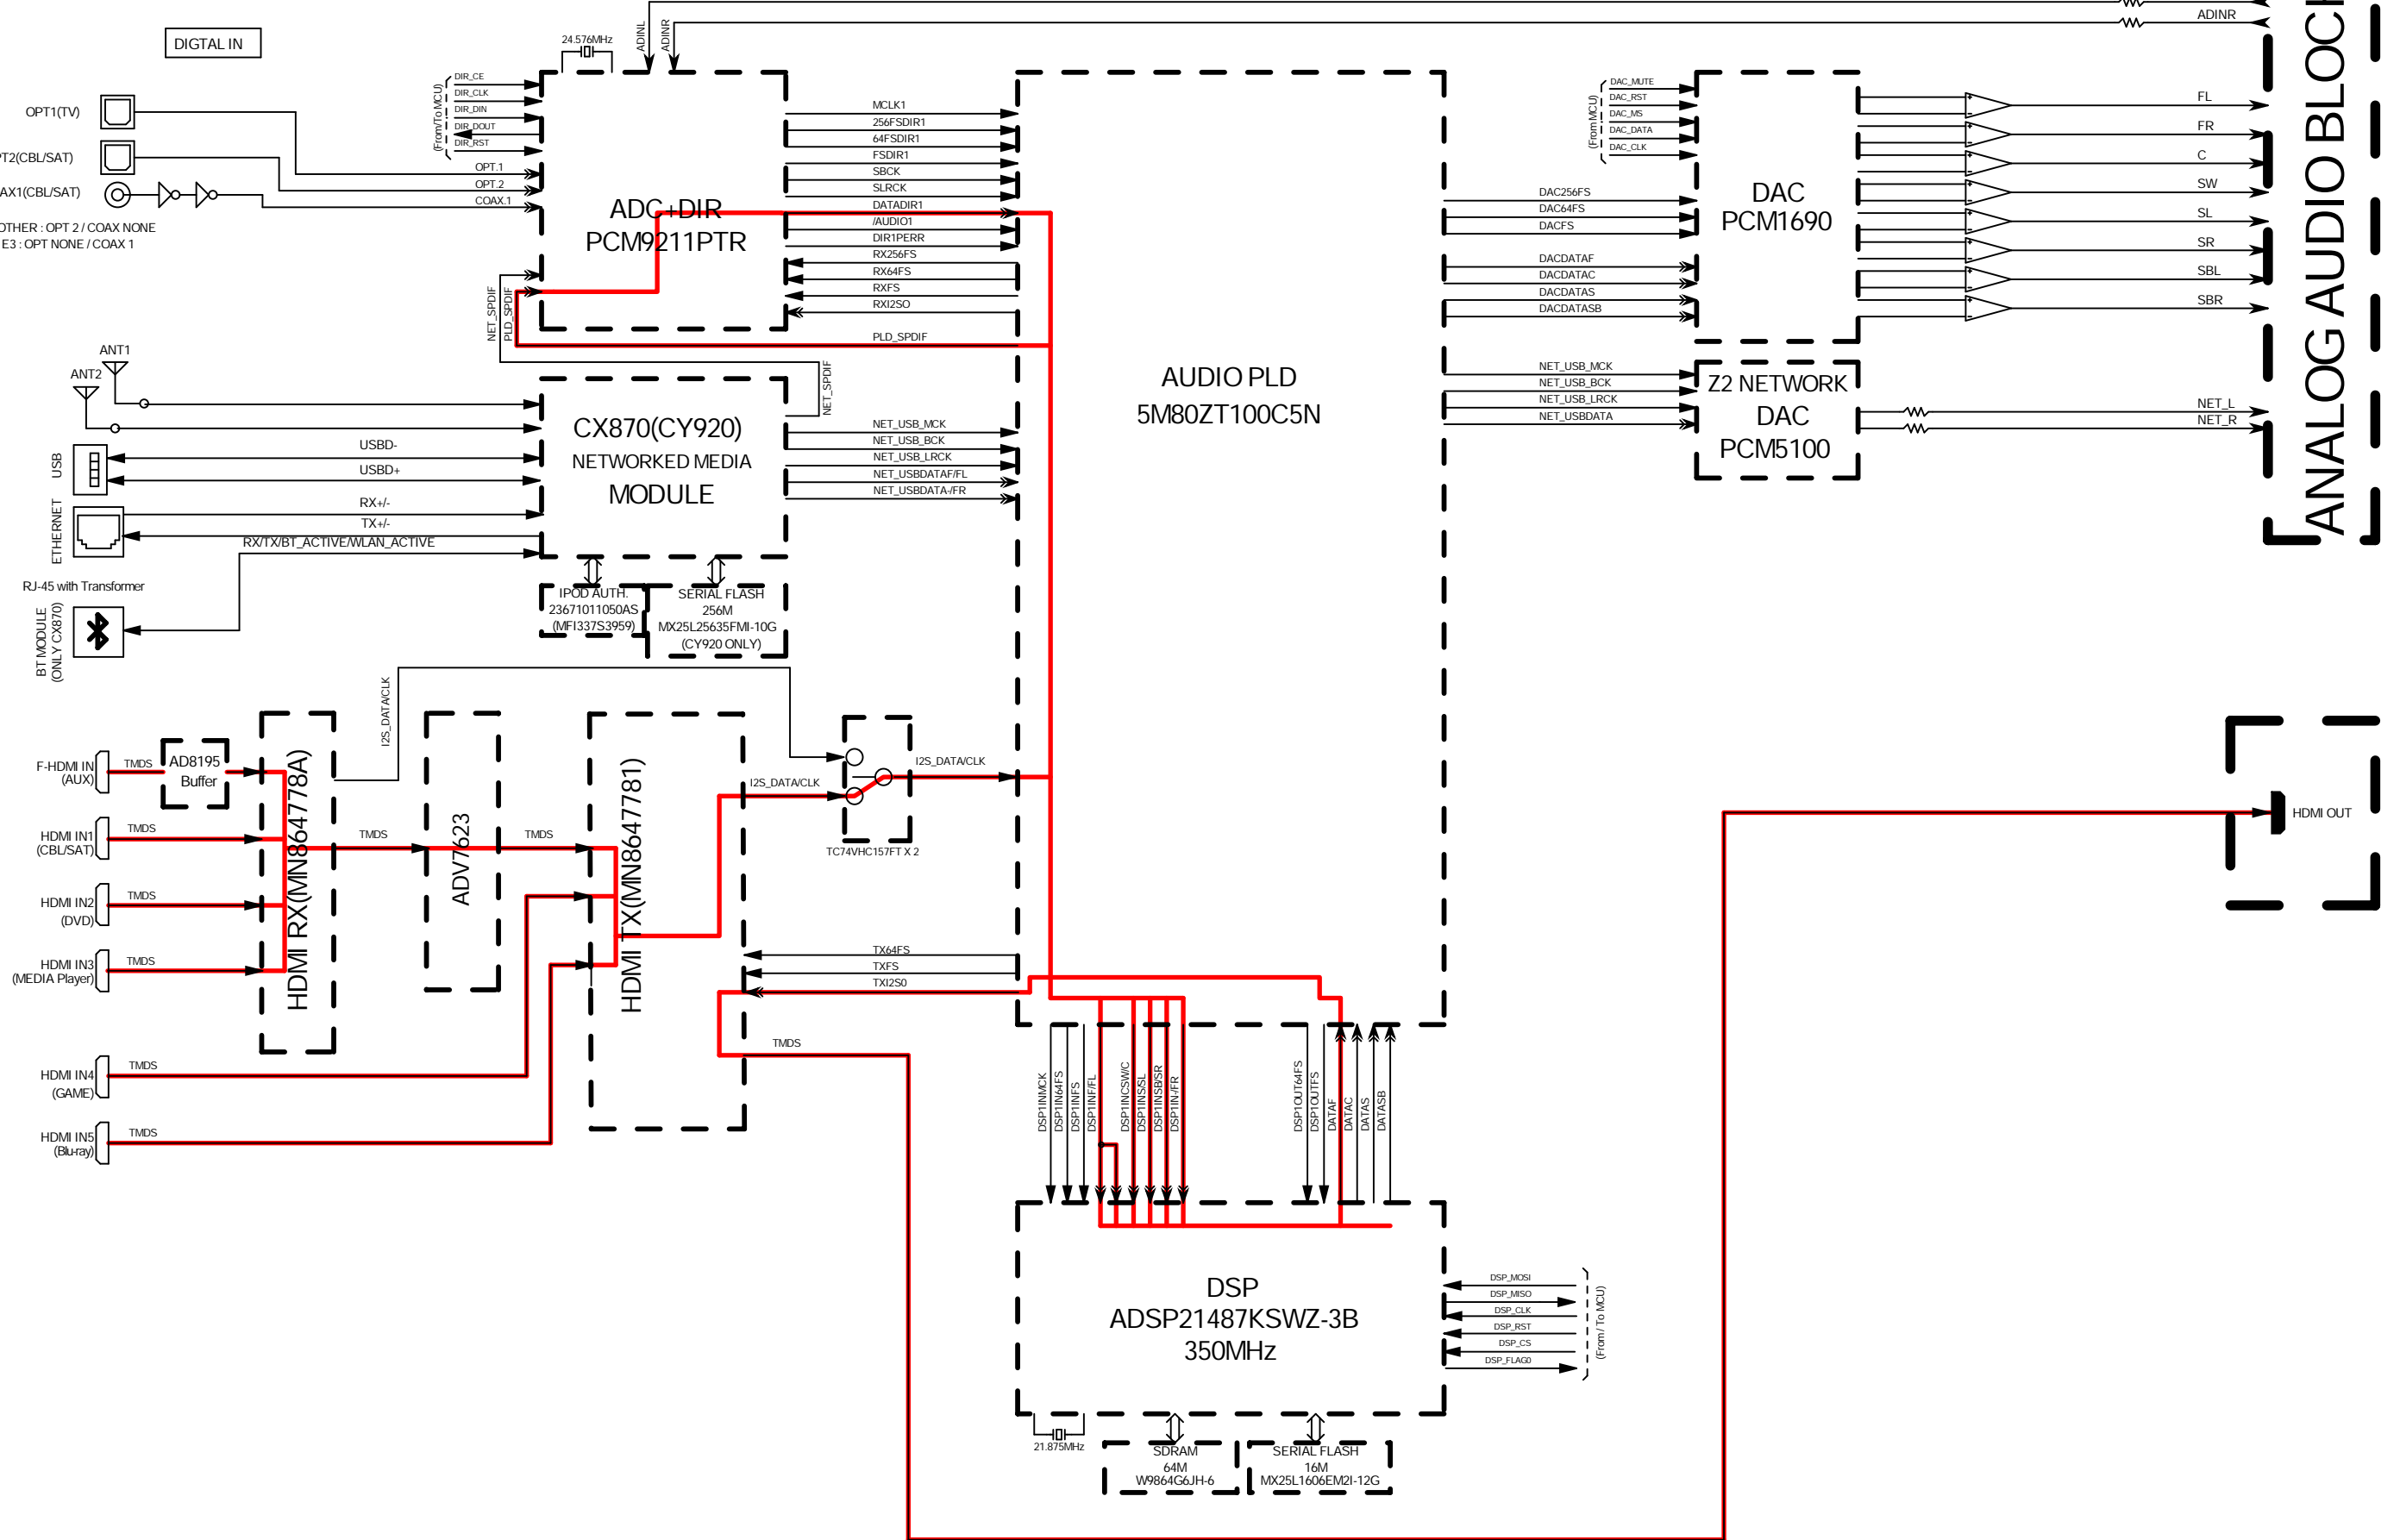 ADINR
DIGTAL IN
24.576MHz
ADINL
ADINR
OPT1(TV)
PT2(CBL/SAT)
AX1(CBL/SAT)
OTHER : OPT 2 / COAX NONE
E3 : OPT NONE / COAX 1
(From/To MCU)
DIR_CE
DIR_CLK
DIR_DIN
DIR_DOUT
DIR_RST
OPT.1
OPT.2
COAX.1
ADC+DIR
PCM9211PTR
MCLK1
256FSDIR1
64FSDIR1
FSDIR1
SBCK
SLRCK
DATADIR1
/AUDIO1
DIR1PERR
RX256FS
RX64FS
RXFS
RXI2SO
PLD_SPDIF
NET_SPDIF
PLD_SPDIF
NET_SPDIF
AUDIO PLD
5M80ZT100C5N
(From MCU)
DAC_MUTE
DAC_RST
DAC_MS
DAC_DATA
DAC_CLK
DAC256FS
DAC64FS
DACFS
DACDATAF
DACDATAC
DACDATAS
DACDATASB
DAC
PCM1690
FL
FR
C
SW
SL
SR
SBL
SBR
ANALOG AUDIO BLOCK
NET_USB_MCK
NET_USB_BCK
NET_USB_LRCK
NET_USBDATA
Z2 NETWORK
DAC
PCM5100
NET_L
NET_R
ANT1
ANT2
USB
USBD-
USBD+
ETHERNET
RX+/-
TX+/-
RX/TX/BT_ACTIVE/WLAN_ACTIVE
RJ-45 with Transformer
BT MODULE
(ONLY CX870)
CX870(CY920)
NETWORKED MEDIA
MODULE
NET_USB_MCK
NET_USB_BCK
NET_USB_LRCK
NET_USBDATAF/FL
NET_USBDATA-/FR
IPOD AUTH.
23671011050AS
(MFI337S3959)
SERIAL FLASH
256M
MX25L25635FMI-10G
(CY920 ONLY)
I2S_DATA/CLK
F-HDMI IN
(AUX)
TMDS
AD8195
Buffer
HDMI IN1
(CBL/SAT)
TMDS
HDMI IN2
(DVD)
TMDS
HDMI IN3
(MEDIA Player)
TMDS
HDMI IN4
(GAME)
TMDS
HDMI IN5
(Blu-ray)
TMDS
HDMI RX(MN864778A)
TMDS
ADV7623
TMDS
HDMI TX(MN8647781)
I2S_DATA/CLK
I2S_DATA/CLK
TC74VHC157FT X 2
TX64FS
TXFS
TXI2S0
TMDS
HDMI OUT
DSP1INMCK
DSP1IN64FS
DSP1INFS
DSP1INF/FL
DSP1INCSW/C
DSP1INS/SL
DSP1INSB/SR
DSP1IN-/FR
DSP1OUT64FS
DSP1OUTFS
DATAF
DATAC
DATAS
DATASB
DSP
ADSP21487KSWZ-3B
350MHz
DSP_MOSI
DSP_MISO
DSP_CLK
DSP_RST
DSP_CS
DSP_FLAG0
(From / To MCU)
21.875MHz
SDRAM
64M
W9864G6JH-6
SERIAL FLASH
16M
MX25L1606EM2I-12G